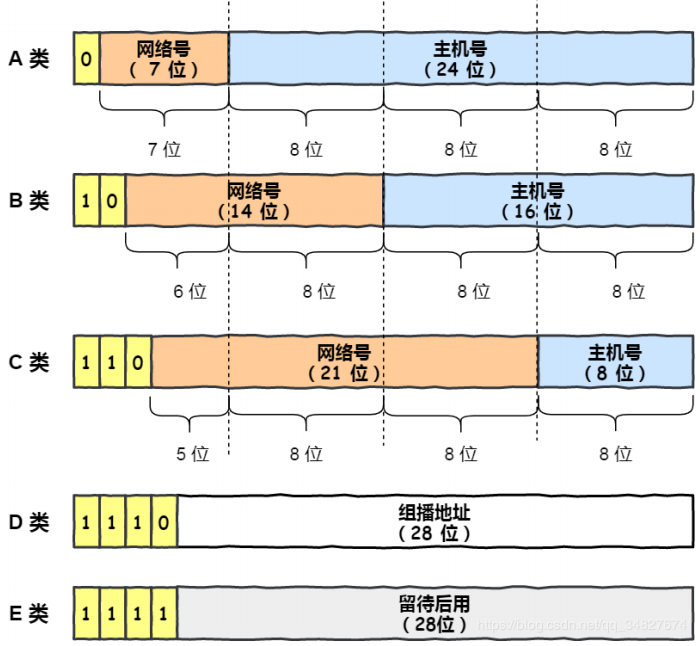 A 类
0
网络号
( 7 位 )
主机号
( 24 位 )
7 位
8 位
8 位
8 位
B 类
1 0
网络号
( 14 位 )
主机号
( 16 位 )
6 位
8 位
8 位
8 位
C 类
1 1 0
网络号
( 21 位 )
主机号
( 8 位 )
5 位
8 位
8 位
8 位
D 类
1 1 1 0
组播地址
( 28 位 )
E 类
1 1 1 1
留待后用
( 28位 )
https://blog.csdn.net/qq_34827674